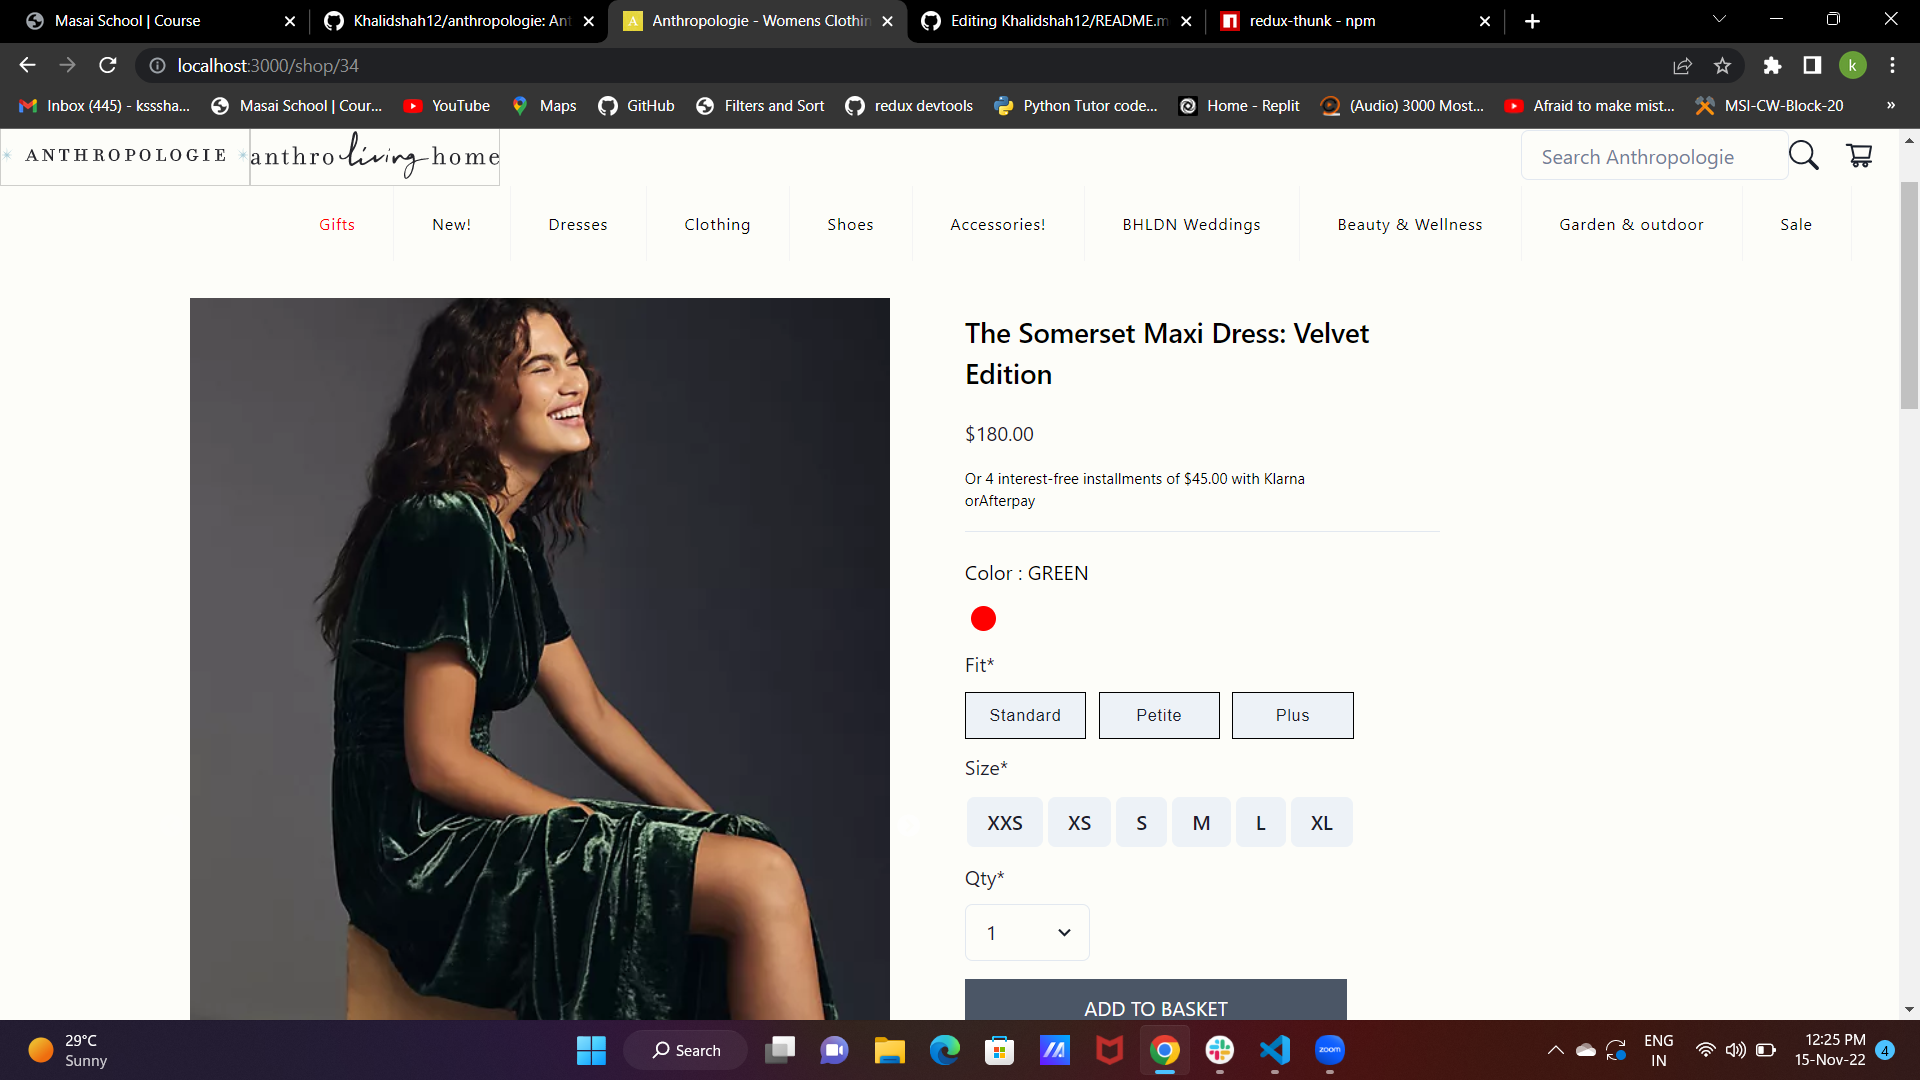 Masai School | Course
Khalidshah12/anthropologie: Ant
Anthropologie - Womens Clothin
Editing Khalidshah12/README.m
redux-thunk - npm
localhost:3000/shop/34
k
Inbox (445) - ksssha...
Masai School | Cour...
YouTube
Maps
GitHub
Filters and Sort
redux devtools
Python Tutor code...
Home - Replit
(Audio) 3000 Most...
Afraid to make mist...
MSI-CW-Block-20
»
ANTHROPOLOGIE
anthro living home
Search Anthropologie
Gifts
New!
Dresses
Clothing
Shoes
Accessories!
BHLDN Weddings
Beauty & Wellness
Garden & outdoor
Sale
The Somerset Maxi Dress: Velvet
Edition
$180.00
Or 4 interest-free installments of $45.00 with Klarna
orAfterpay
Color : GREEN
Fit*
Standard
Petite
Plus
Size*
XXS
XS
S
M
L
XL
Qty*
1
ADD TO BASKET
29°C
Sunny
Search
zoom
ENG
IN
12:25 PM
15-Nov-22
4